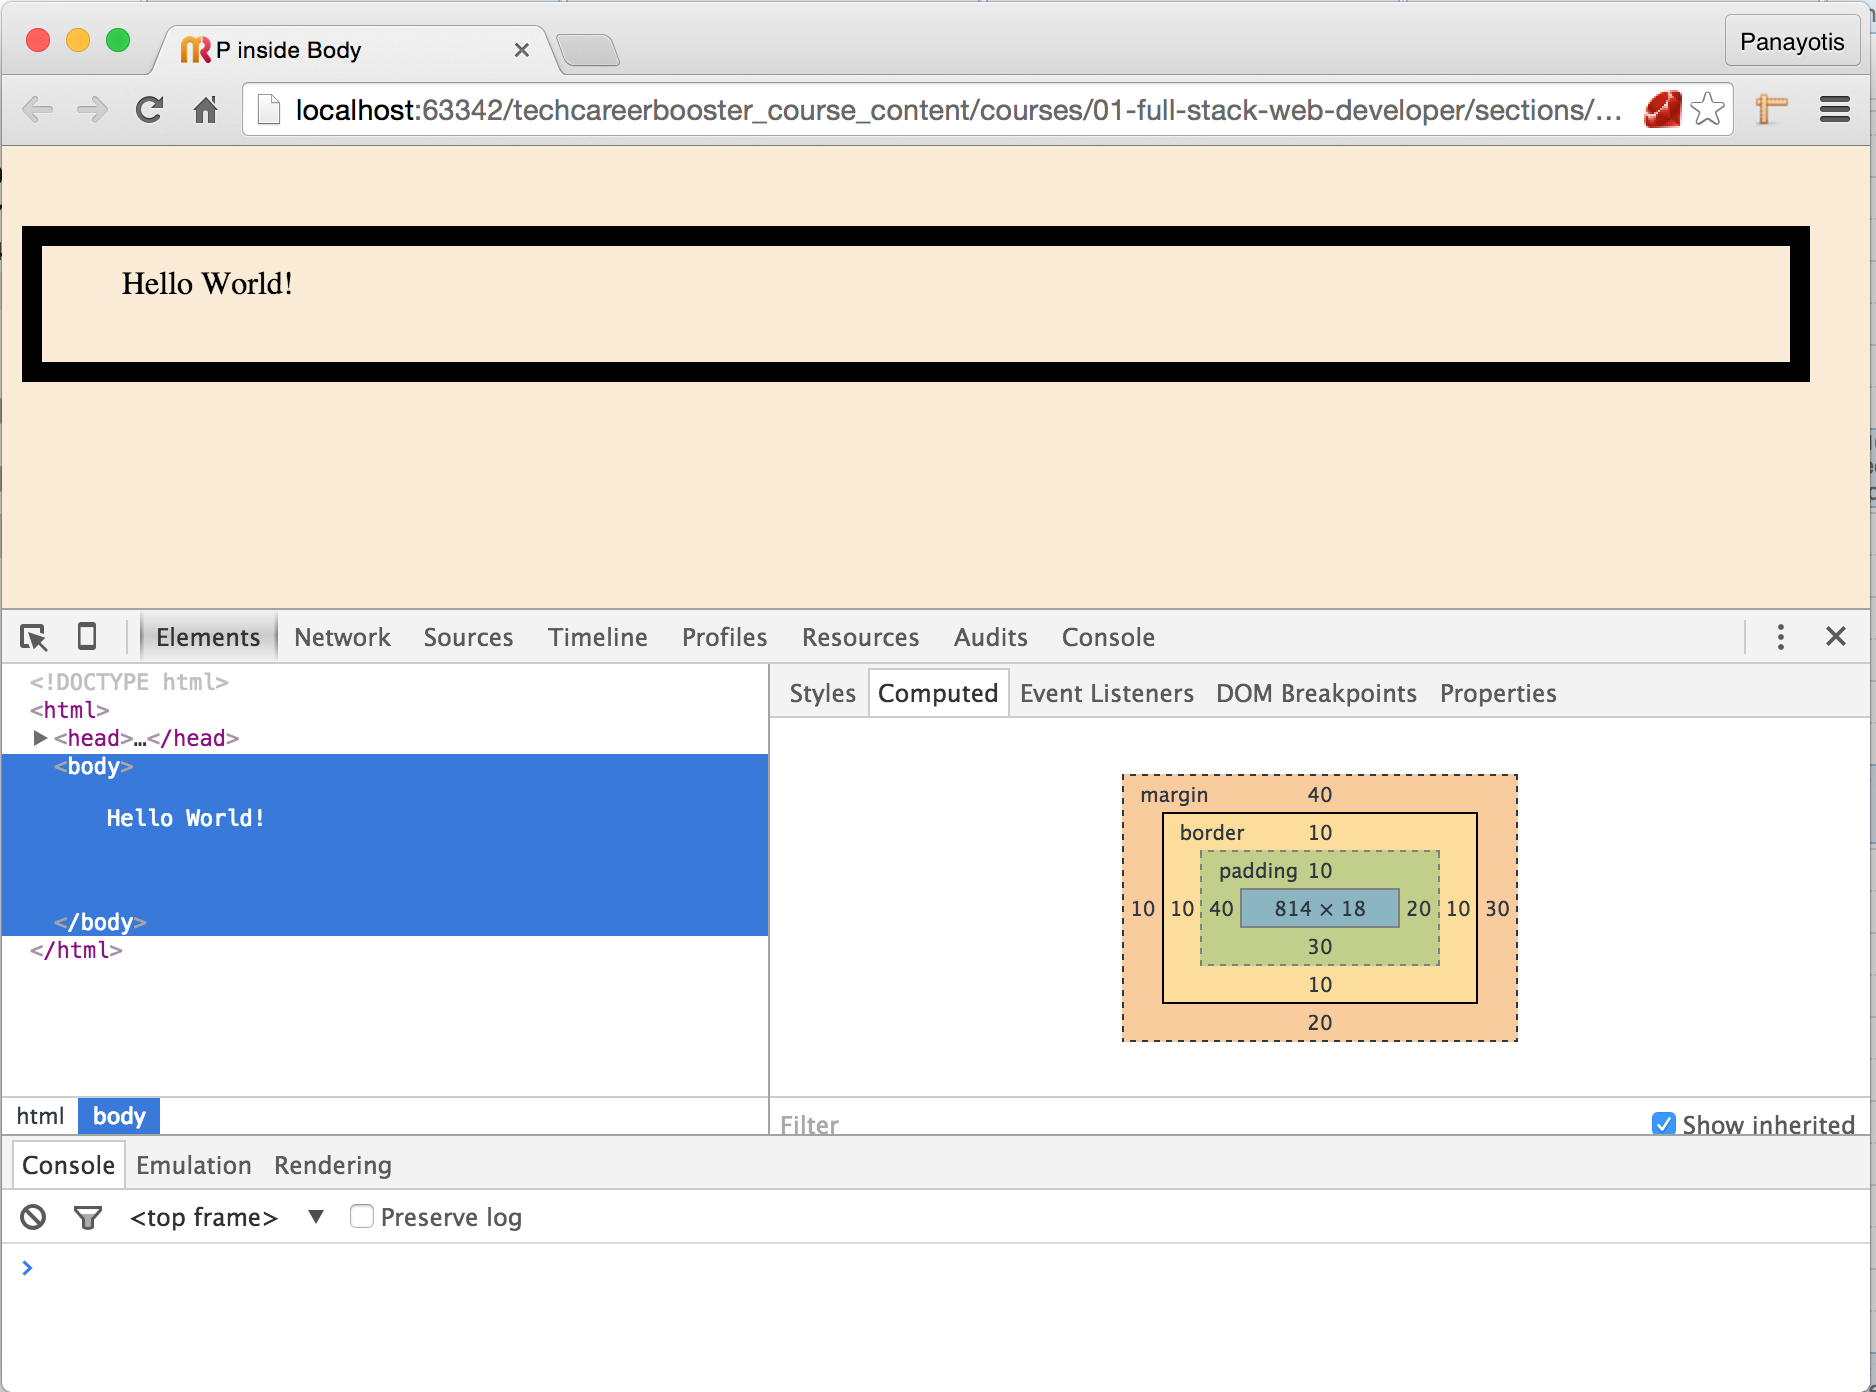 P inside Body
Panayotis
localhost:63342/techcareerbooster_course_content/courses/01-full-stack-web-developer/sections/...
Hello World!
Elements Network Sources Timeline Profiles Resources Audits Console
<!DOCTYPE html>
<html>
<head>…</head>
<body>
Hello World!
</body>
</html>
html body
Styles Computed Event Listeners DOM Breakpoints Properties
margin 40
border 10
padding 10
10 10 40 814 × 18 20 10 30
30
10
20
Filter Show inherited
Console Emulation Rendering
<top frame> Preserve log